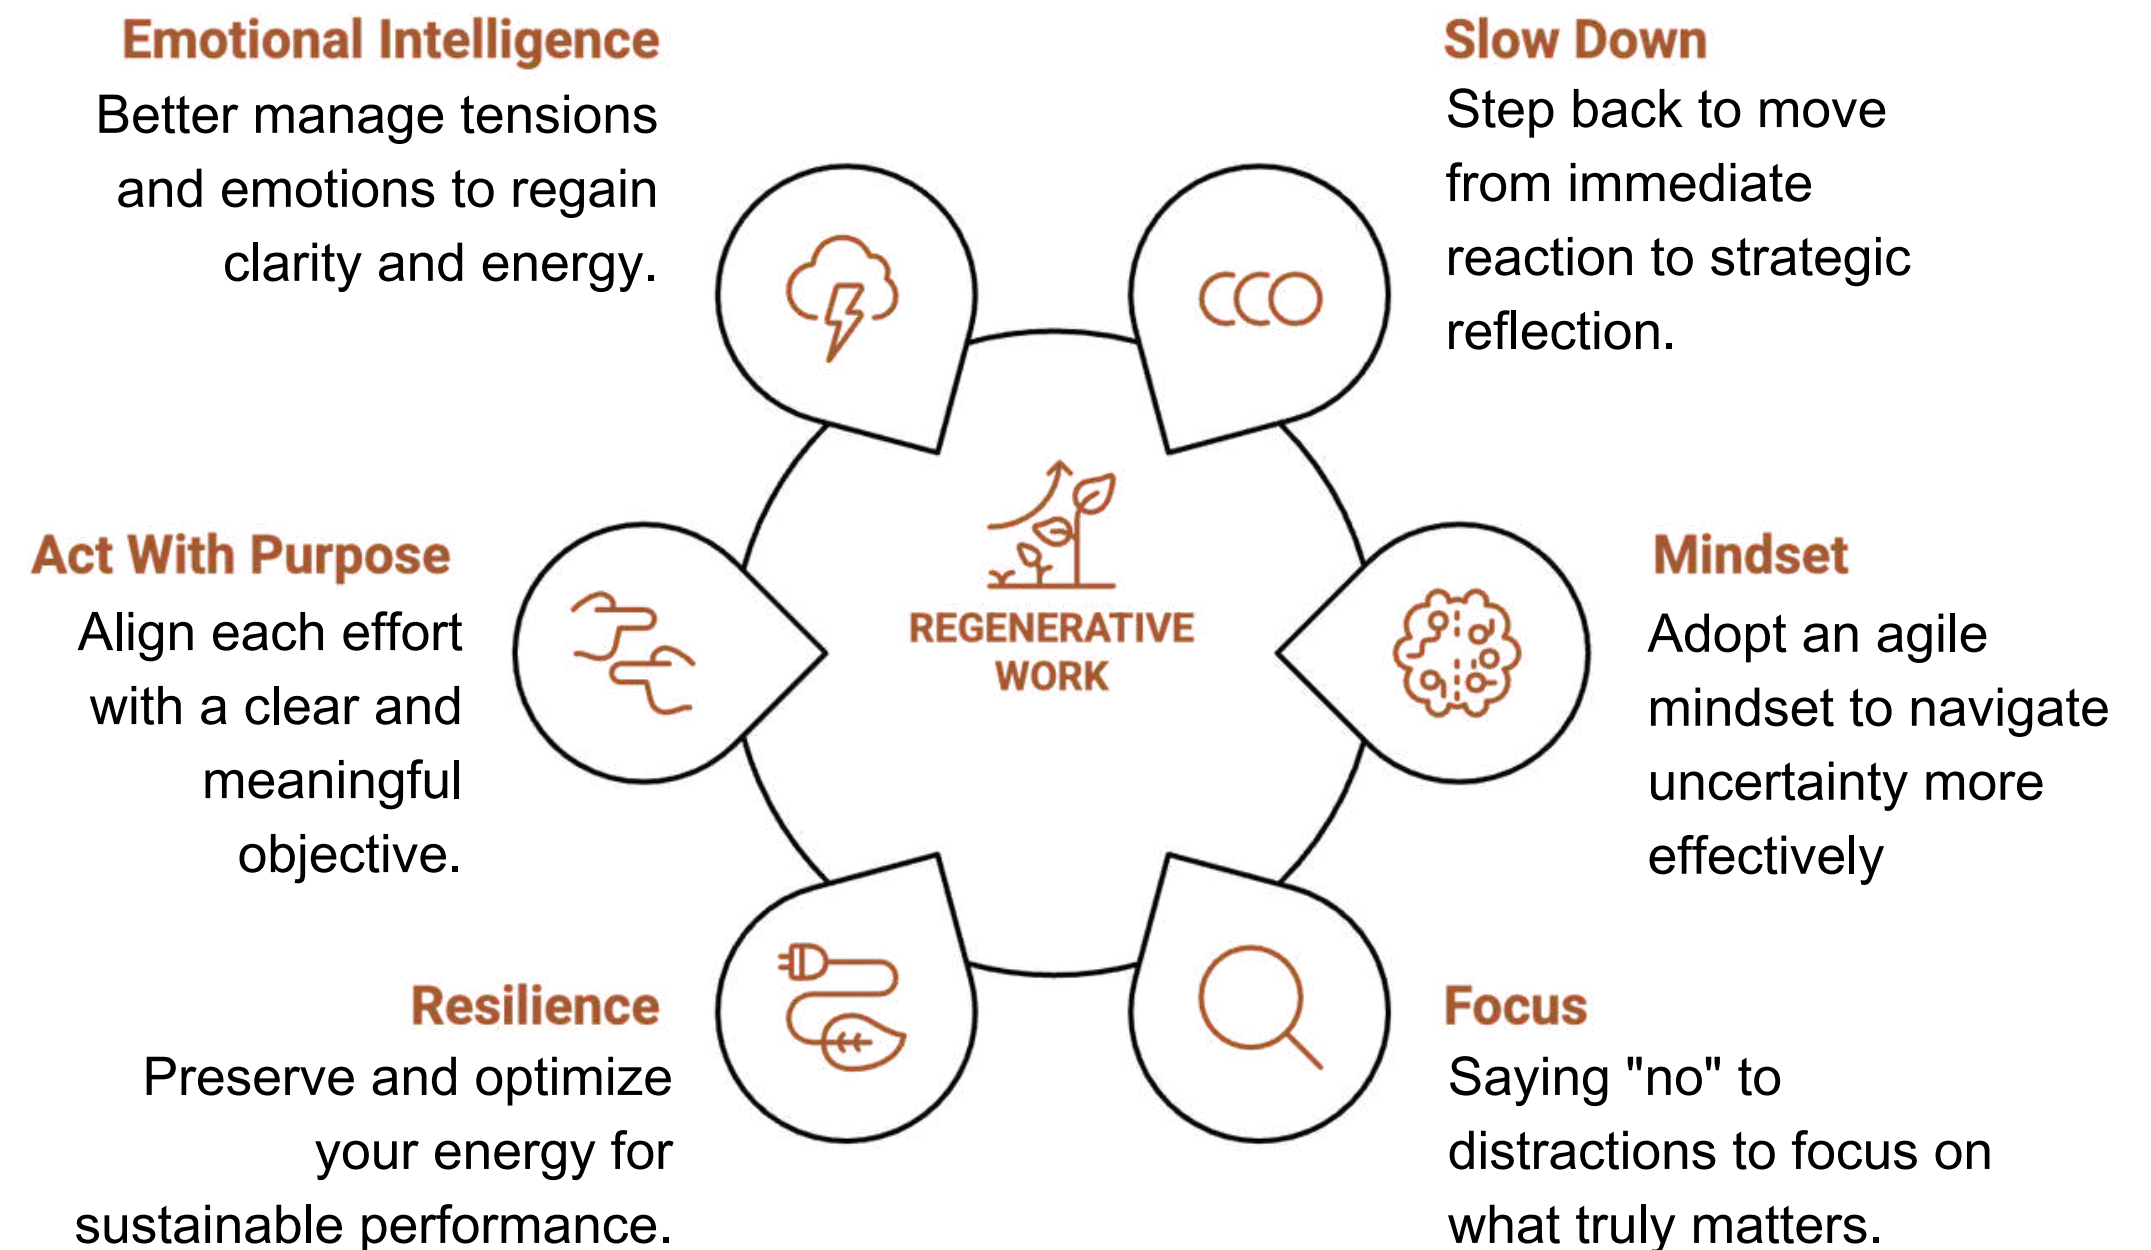 Emotional Intelligence
Better manage tensions
and emotions to regain
clarity and energy.
Slow Down
Step back to move
from immediate
reaction to strategic
reflection.
Act With Purpose
Align each effort
with a clear and
meaningful
objective.
REGENERATIVE
WORK
Mindset
Adopt an agile
mindset to navigate
uncertainty more
effectively
Resilience
Preserve and optimize
your energy for
sustainable performance.
Focus
Saying "no" to
distractions to focus on
what truly matters.